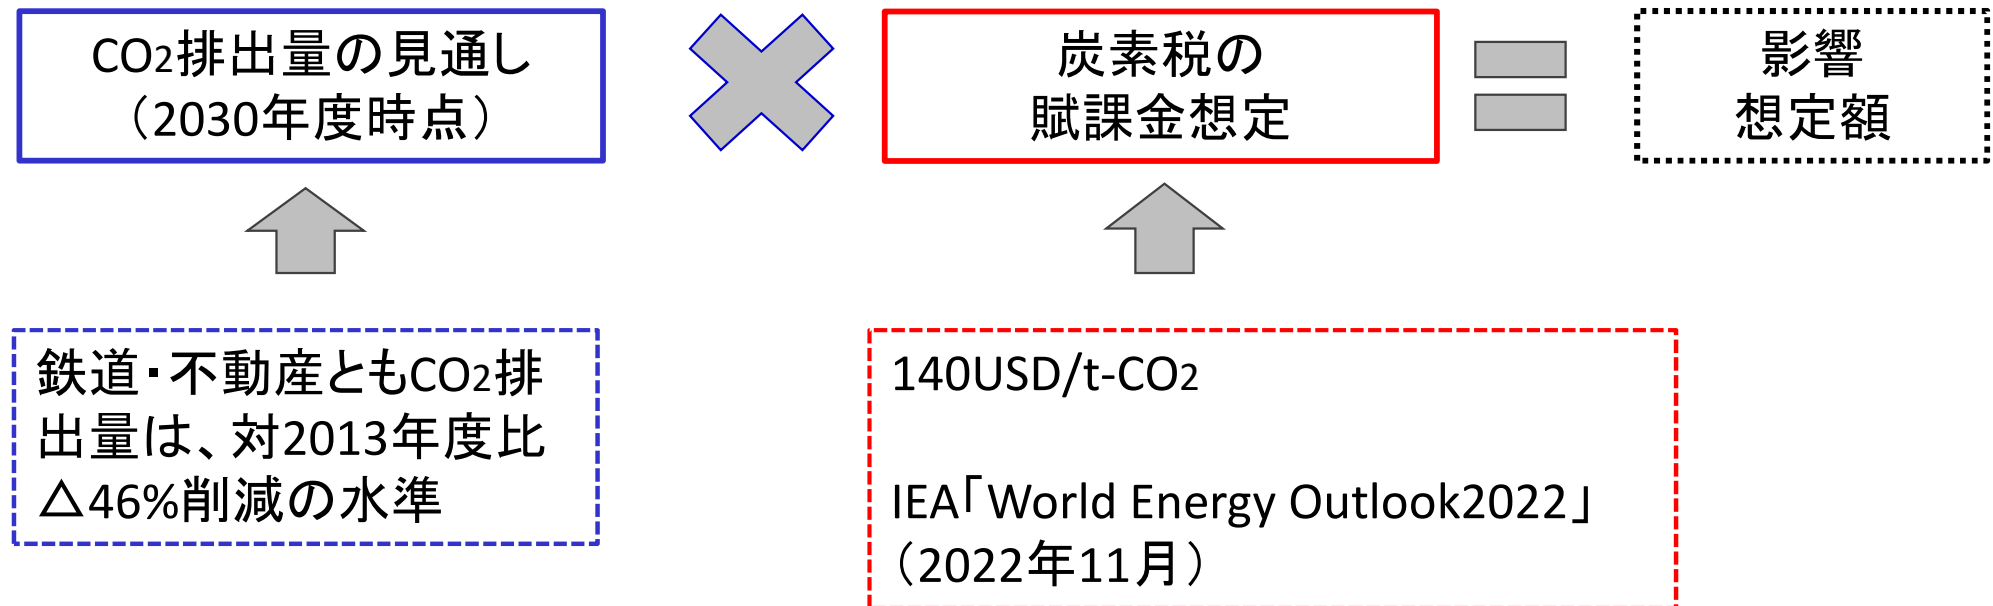 CO2排出量の見通し
（2030年度時点）
炭素税の
賦課金想定
影響
想定額
鉄道・不動産ともCO2排
出量は、対2013年度比
△46%削減の水準
140USD/t-CO2
IEA「World Energy Outlook2022」
（2022年11月）